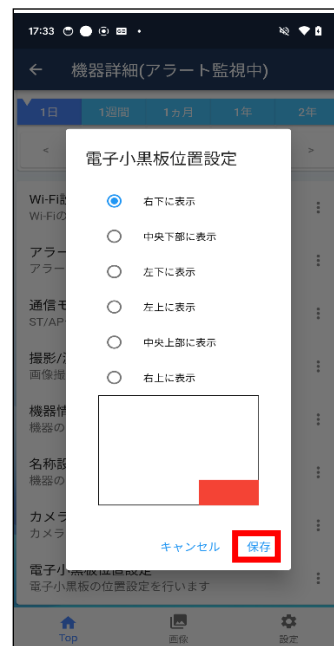 17:33
機器詳細(アラート監視中)
1日 1週間 1ヵ月 1年 2年
< >
電子小黒板位置設定
Wi-Fi
Wi-Fiの
右下に表示
中央下部に表示
アラー
アラー
左下に表示
通信モ
ST/AP
左上に表示
中央上部に表示
撮影/
画像撮
右上に表示
機器情
機器の
名称設
機器の
カメラ
カメラ
キャンセル 保存
電子小黒板位置設定
電子小黒板の位置設定を行います
Top 画像 設定